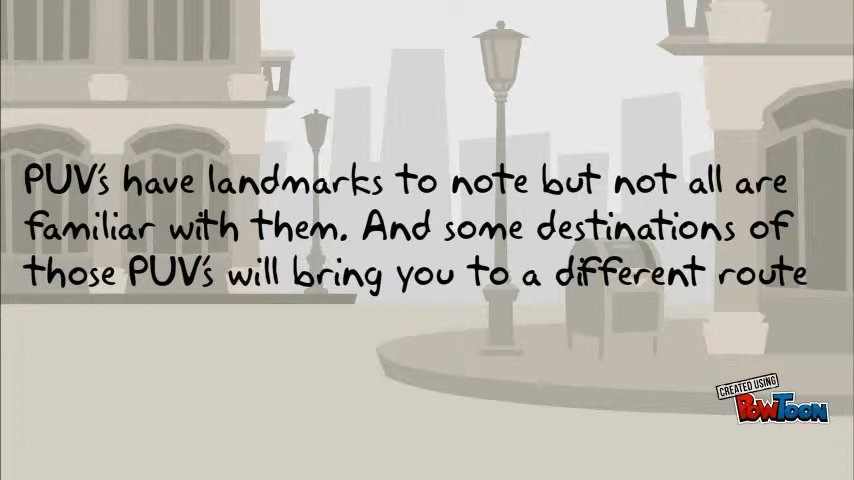 PUV's have landmarks to note but not all are
familiar with them. And some destinations of
those PUV's will bring you to a different route
CREATED USING
POWTOON